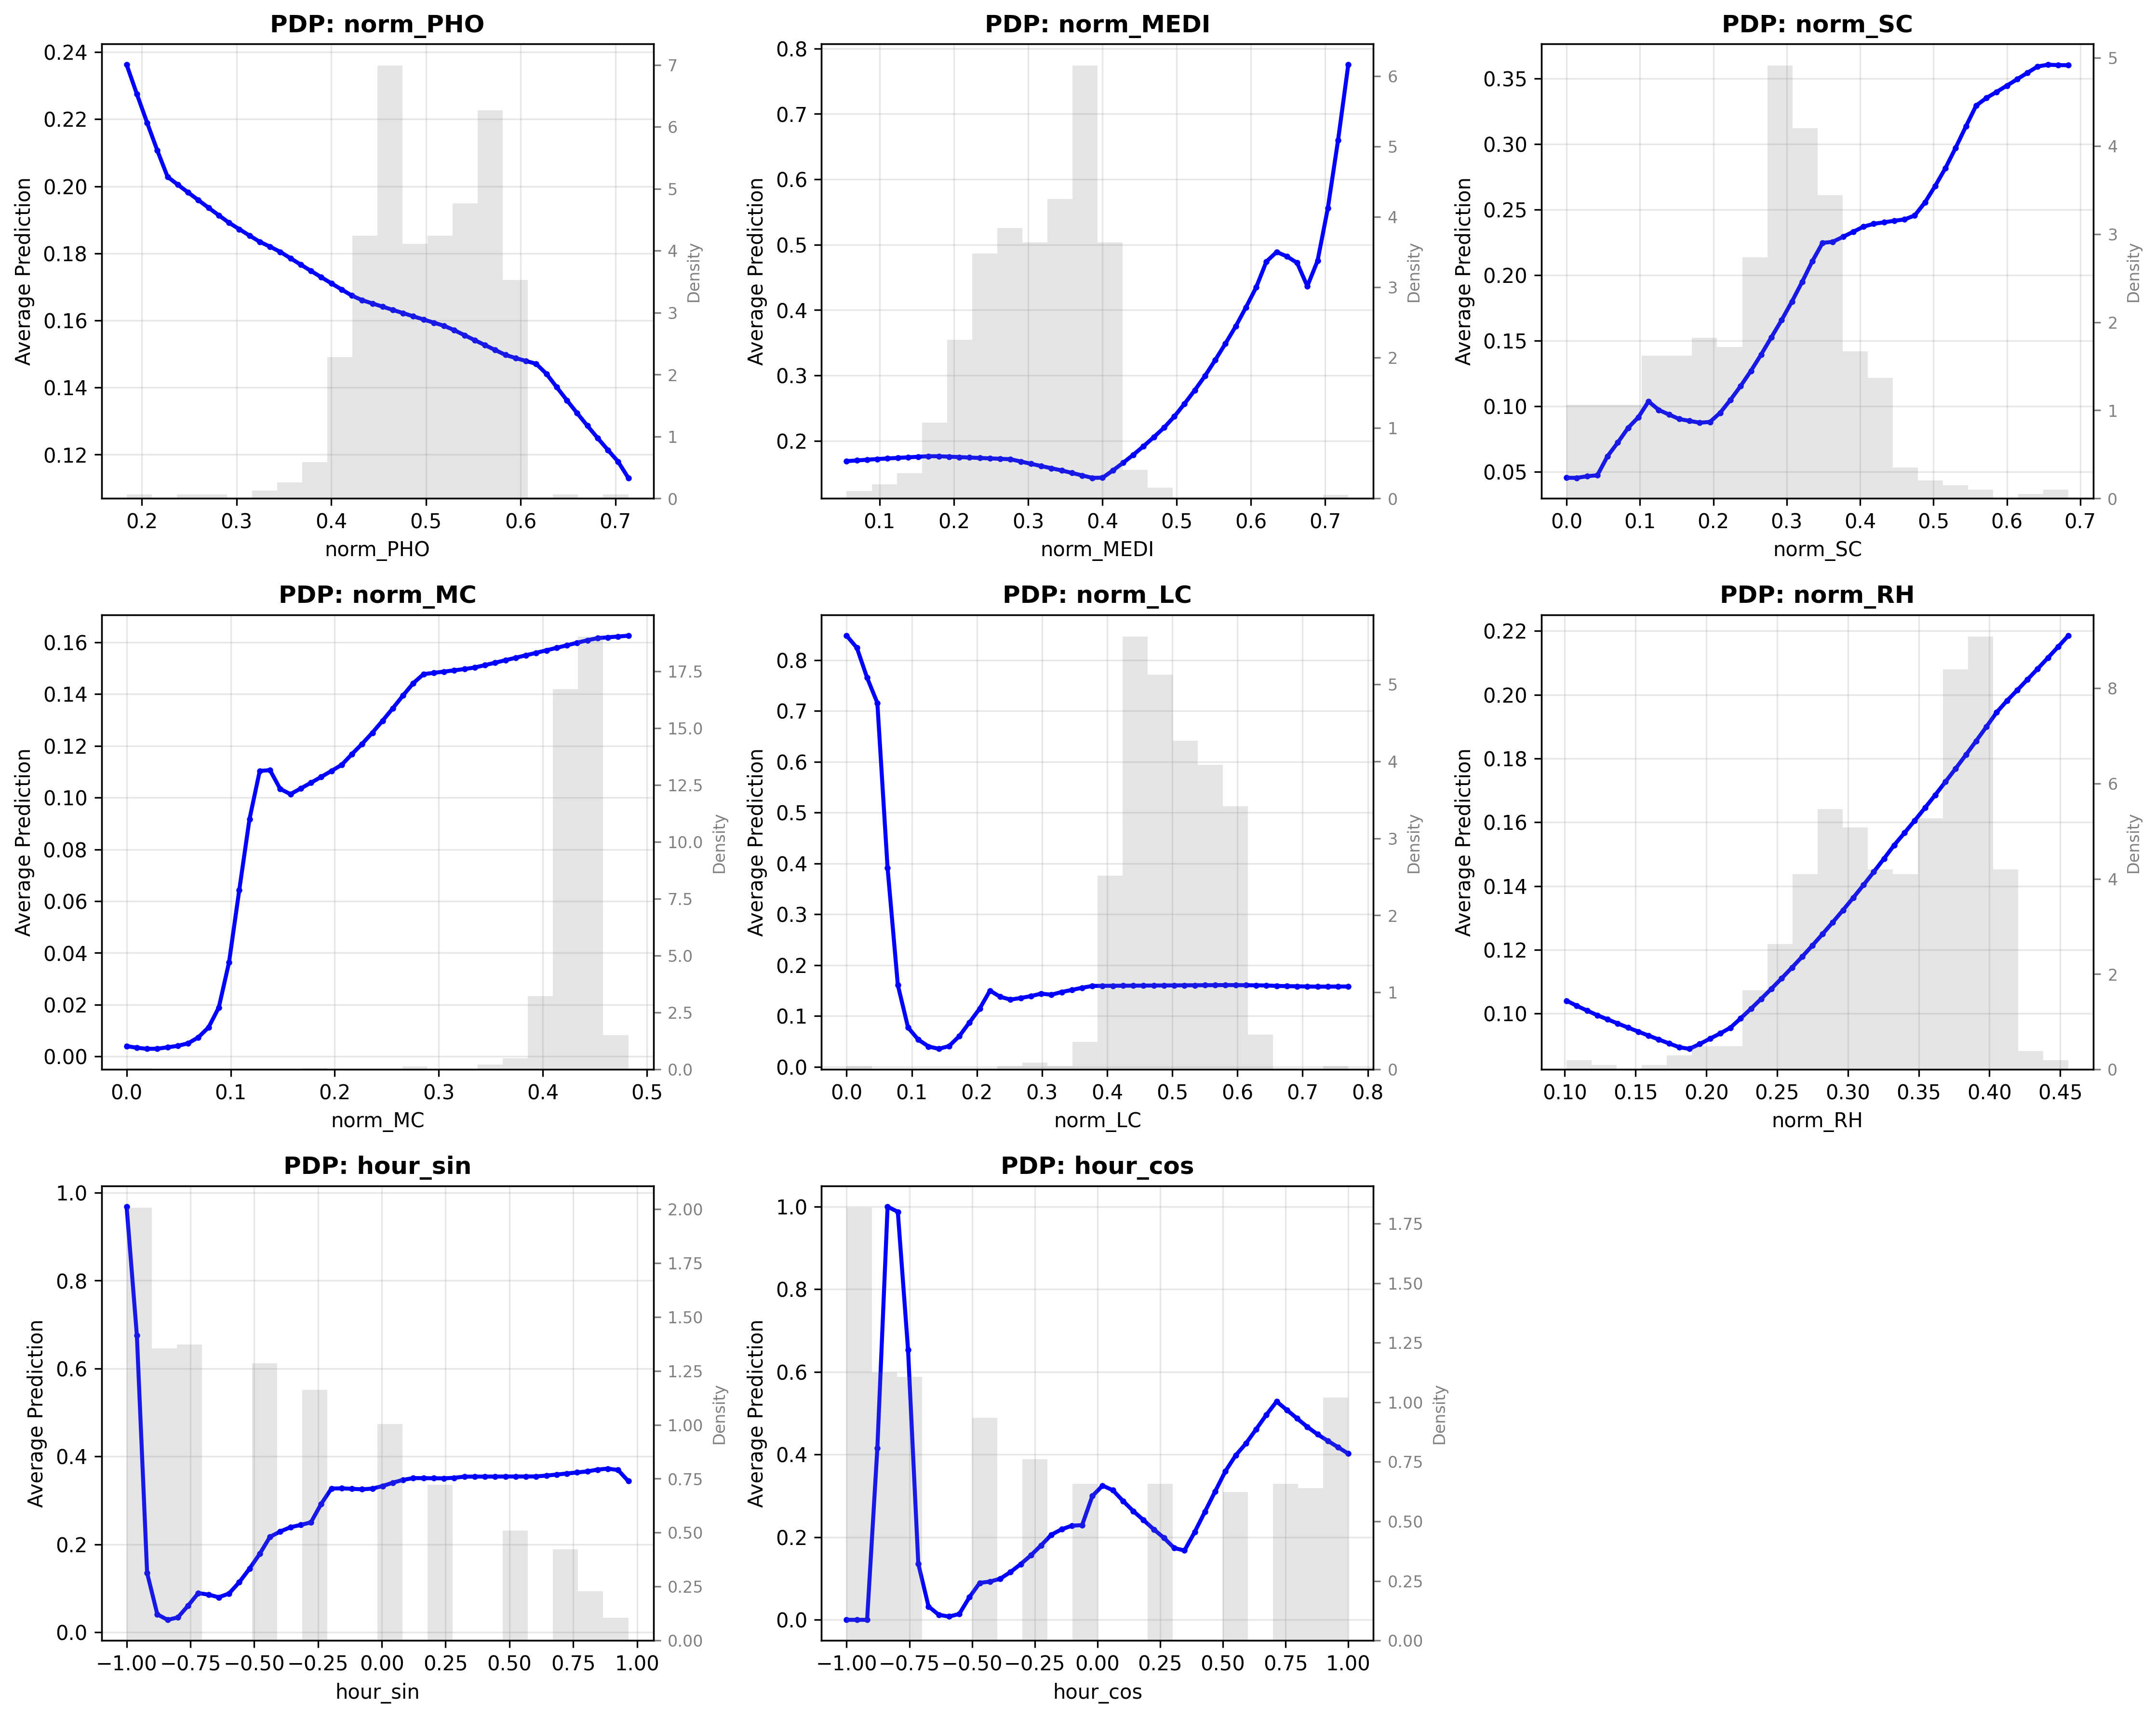 PDP: norm_PHO
0.24
0.22
0.20
0.18
0.16
0.14
0.12
Average Prediction
7
6
5
4
3
2
1
0
Density
0.2 0.3 0.4 0.5 0.6 0.7
norm_PHO
PDP: norm_MEDI
0.8
0.7
0.6
0.5
0.4
0.3
0.2
Average Prediction
6
5
4
3
2
1
0
Density
0.1 0.2 0.3 0.4 0.5 0.6 0.7
norm_MEDI
PDP: norm_SC
0.35
0.30
0.25
0.20
0.15
0.10
0.05
Average Prediction
5
4
3
2
1
0
Density
0.0 0.1 0.2 0.3 0.4 0.5 0.6 0.7
norm_SC
PDP: norm_MC
0.16
0.14
0.12
0.10
0.08
0.06
0.04
0.02
0.00
Average Prediction
17.5
15.0
12.5
10.0
7.5
5.0
2.5
0.0
Density
0.0 0.1 0.2 0.3 0.4 0.5
norm_MC
PDP: norm_LC
0.8
0.7
0.6
0.5
0.4
0.3
0.2
0.1
0.0
Average Prediction
5
4
3
2
1
0
Density
0.0 0.1 0.2 0.3 0.4 0.5 0.6 0.7 0.8
norm_LC
PDP: norm_RH
0.22
0.20
0.18
0.16
0.14
0.12
0.10
Average Prediction
8
6
4
2
0
Density
0.10 0.15 0.20 0.25 0.30 0.35 0.40 0.45
norm_RH
PDP: hour_sin
1.0
0.8
0.6
0.4
0.2
0.0
Average Prediction
2.00
1.75
1.50
1.25
1.00
0.75
0.50
0.25
0.00
Density
−1.00 −0.75 −0.50 −0.25 0.00 0.25 0.50 0.75 1.00
hour_sin
PDP: hour_cos
1.0
0.8
0.6
0.4
0.2
0.0
Average Prediction
1.75
1.50
1.25
1.00
0.75
0.50
0.25
0.00
Density
−1.00 −0.75 −0.50 −0.25 0.00 0.25 0.50 0.75 1.00
hour_cos